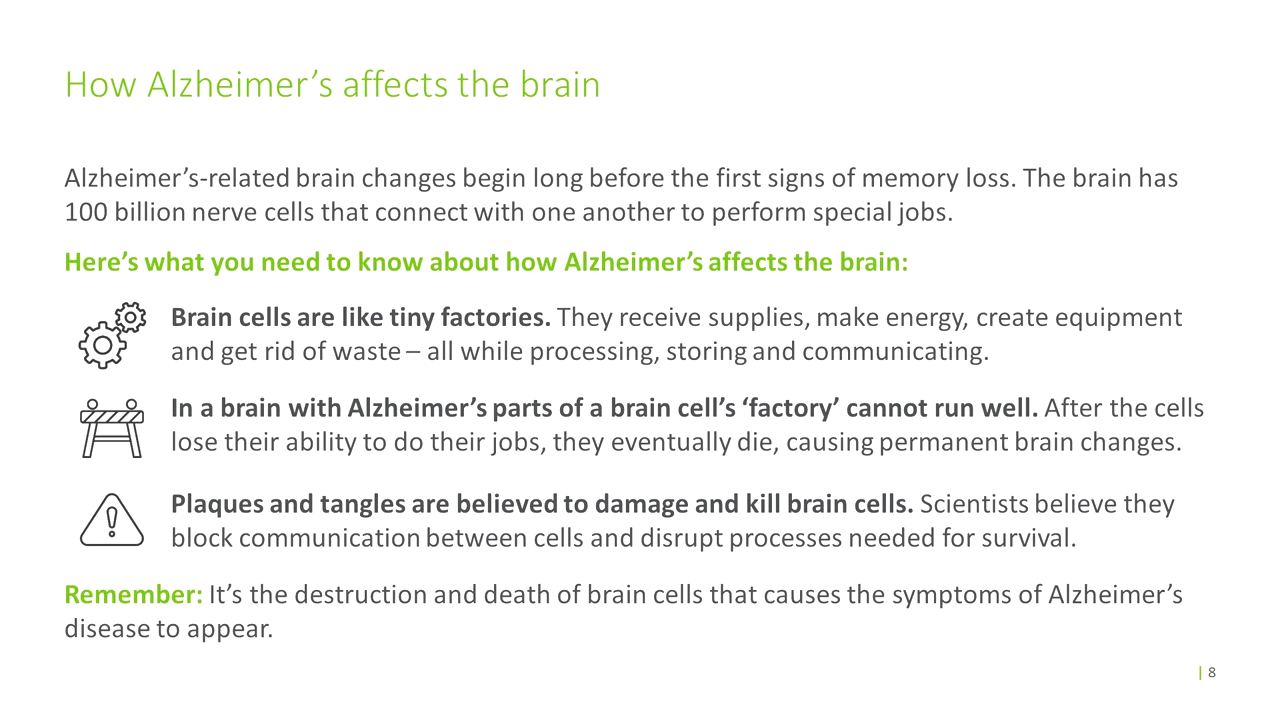 How Alzheimer’s affects the brain
Alzheimer’s-related brain changes begin long before the first signs of memory loss. The brain has
100 billion nerve cells that connect with one another to perform special jobs.
Here’s what you need to know about how Alzheimer’s affects the brain:
Brain cells are like tiny factories. They receive supplies, make energy, create equipment
and get rid of waste – all while processing, storing and communicating.
In a brain with Alzheimer’s parts of a brain cell’s ‘factory’ cannot run well. After the cells
lose their ability to do their jobs, they eventually die, causing permanent brain changes.
Plaques and tangles are believed to damage and kill brain cells. Scientists believe they
block communication between cells and disrupt processes needed for survival.
Remember: It’s the destruction and death of brain cells that causes the symptoms of Alzheimer’s
disease to appear.
| 8